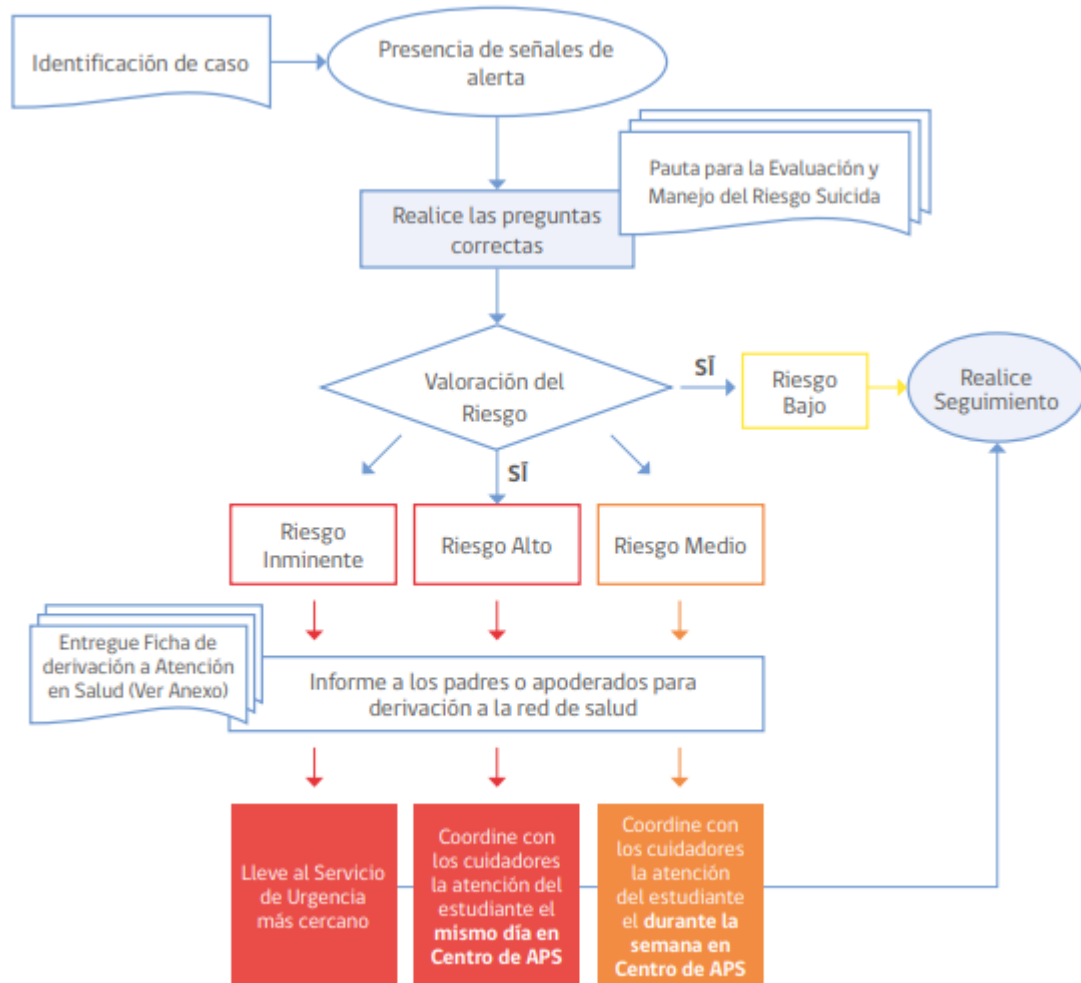 Identificación de caso
Presencia de señales de
alerta
Pauta para la Evaluación y
Manejo del Riesgo Suicida
Realice las preguntas
correctas
Valoración del
Riesgo
SĪ
Riesgo
Bajo
Realice
Seguimiento
SĪ
Riesgo
Inminente
Riesgo Alto
Riesgo Medio
Entregue Ficha de
derivación a Atención
en Salud (Ver Anexo)
Informe a los padres o apoderados para
derivación a la red de salud
Lleve al Servicio
de Urgencia
más cercano
Coordine con
los cuidadores
la atención del
estudiante el
mismo día en
Centro de APS
Coordine con
los cuidadores
la atención
del estudiante
el durante la
semana en
Centro de APS